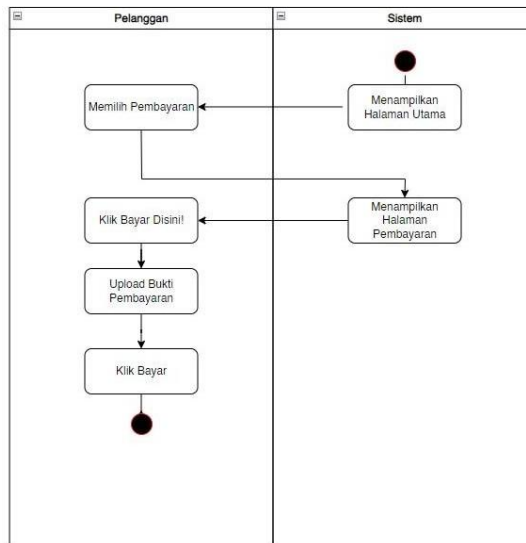 Pelanggan
Sistem
Menampilkan
Halaman Utama
Memilih Pembayaran
Menampilkan
Halaman
Pembayaran
Klik Bayar Disini!
Upload Bukti
Pembayaran
Klik Bayar